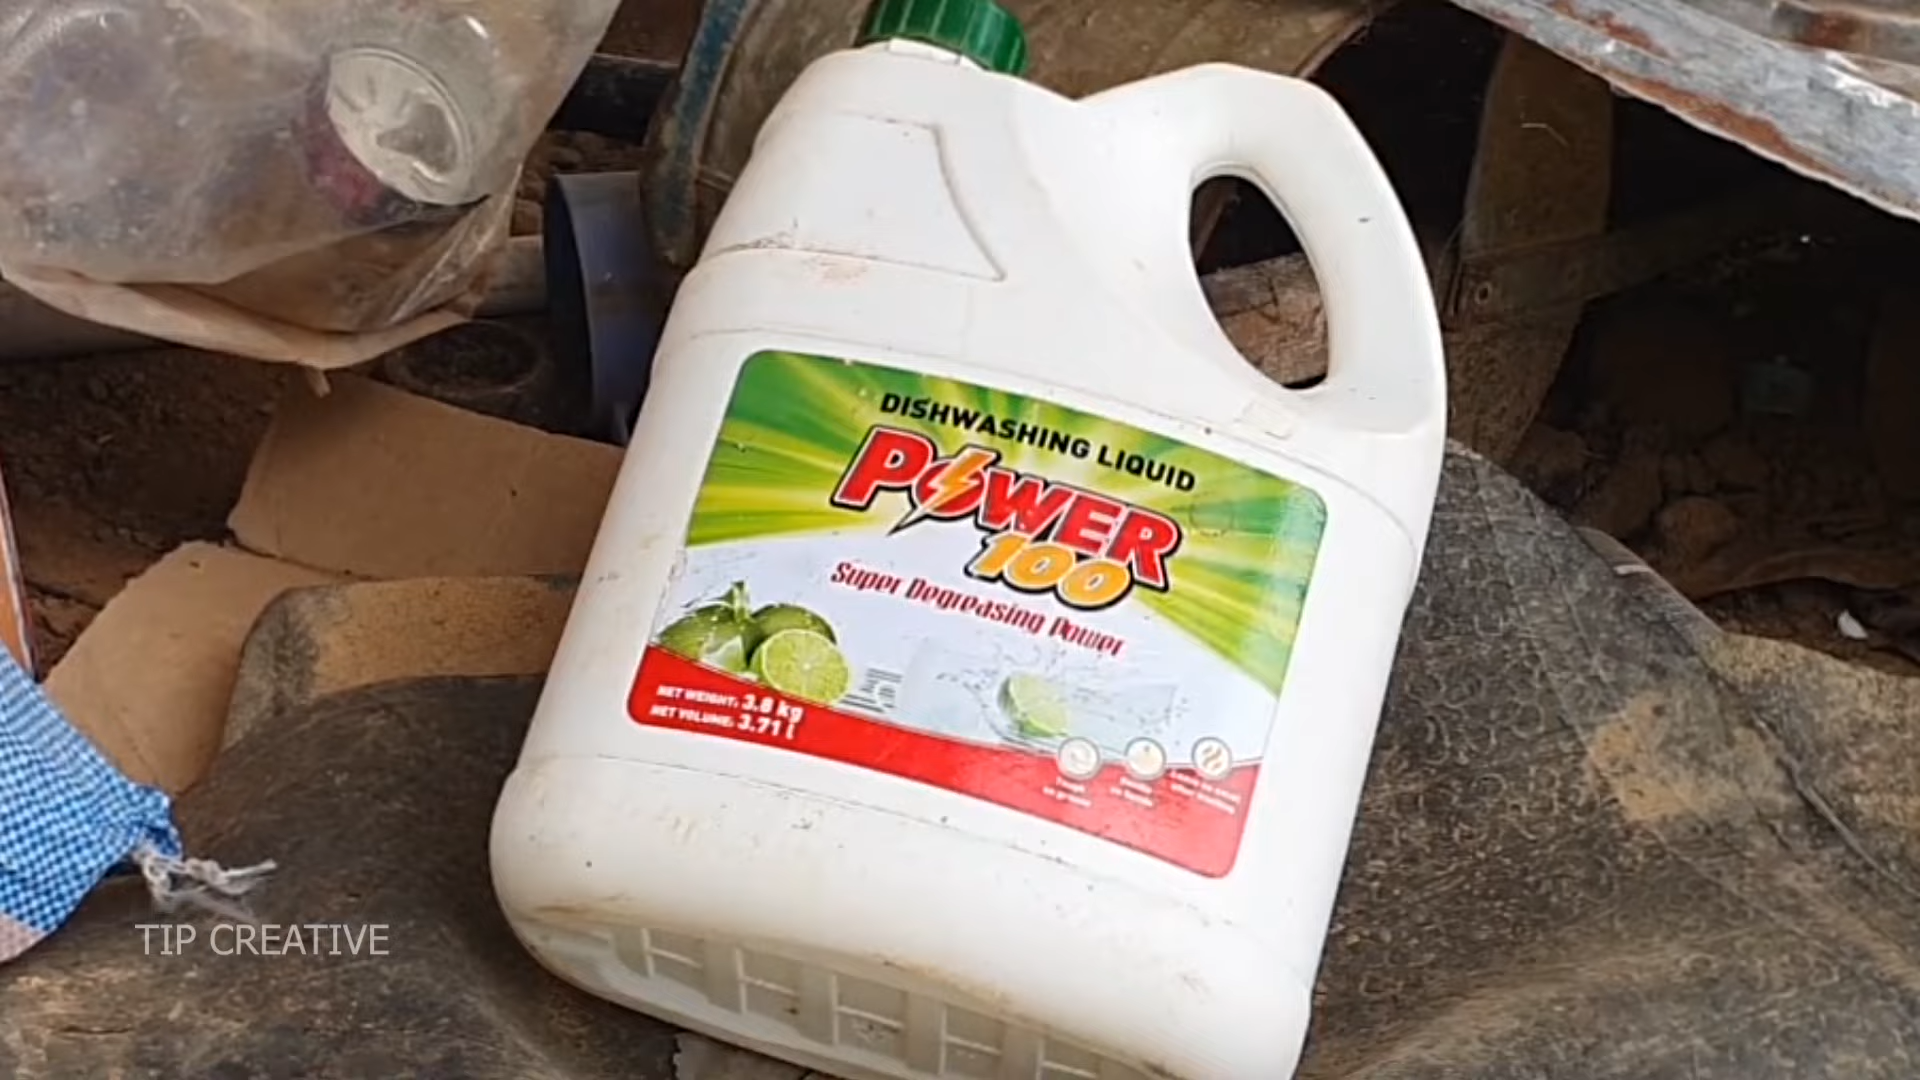 DISHWASHING LIQUID
POWER
100
Super Degreasing Power
NET WEIGHT: 3.8 kg
NET VOLUME: 3.71 l
TIP CREATIVE